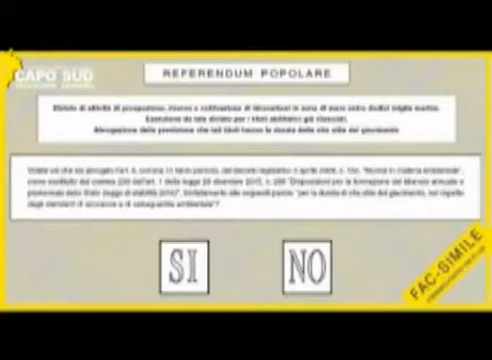 CAPO SUD
REFERENDUM POPOLARE
Divieto di attività di prospezione, ricerca e coltivazione di idrocarburi in zone di mare entro dodici miglia marine.
Esenzione da tale divieto per i titoli abilitativi già rilasciati.
Abrogazione della previsione che tali titoli hanno la durata della vita utile del giacimento
Volete voi che sia abrogato l'art. 6, comma 17, terzo periodo, del decreto legislativo 3 aprile 2006, n. 152, "Norme in materia ambientale",
come sostituito dal comma 239 dell'art. 1 della legge 28 dicembre 2015, n. 208 "Disposizioni per la formazione del bilancio annuale e
pluriennale dello Stato (legge di stabilità 2016)", limitatamente alle seguenti parole: "per la durata di vita utile del giacimento, nel rispetto
degli standard di sicurezza e di salvaguardia ambientale"?
SI NO
FAC-SIMILE